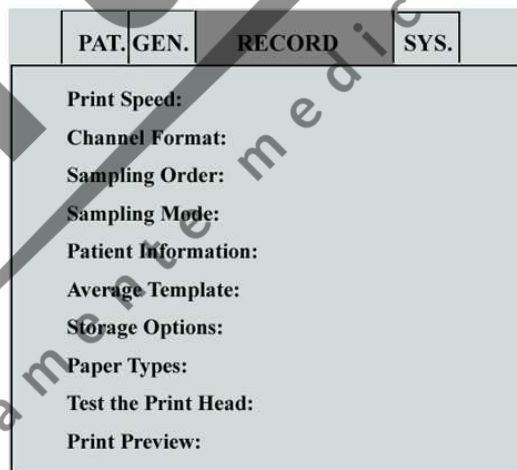 PAT. GEN. RECORD SYS.
Print Speed:
Channel Format:
Sampling Order:
Sampling Mode:
Patient Information:
Average Template:
Storage Options:
Paper Types:
Test the Print Head:
Print Preview: